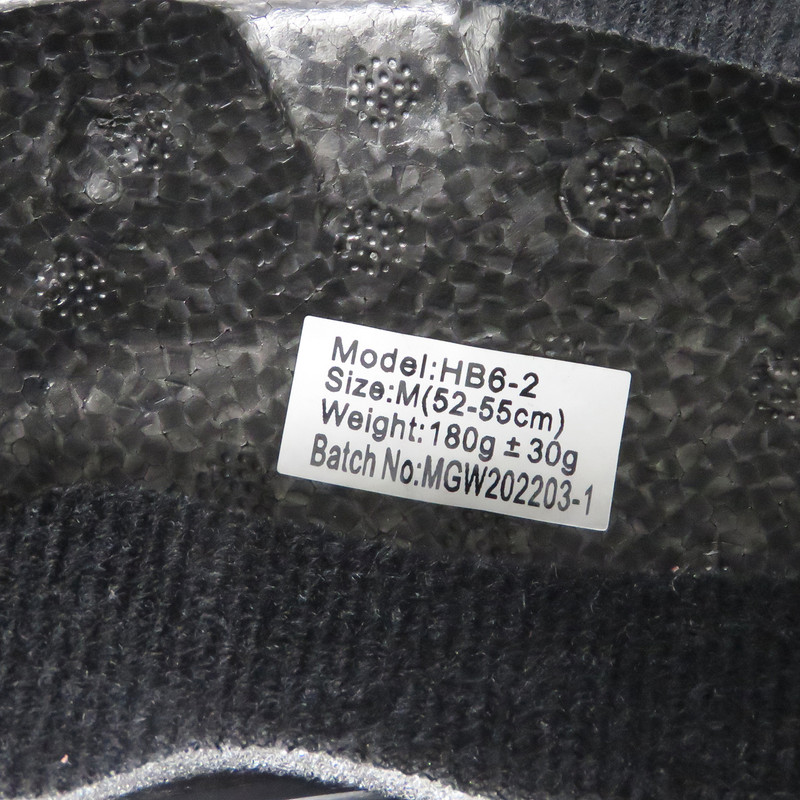 Model:HB6-2
Size:M(52-55cm)
Weight:180g ± 30g
Batch No:MGW202203-1